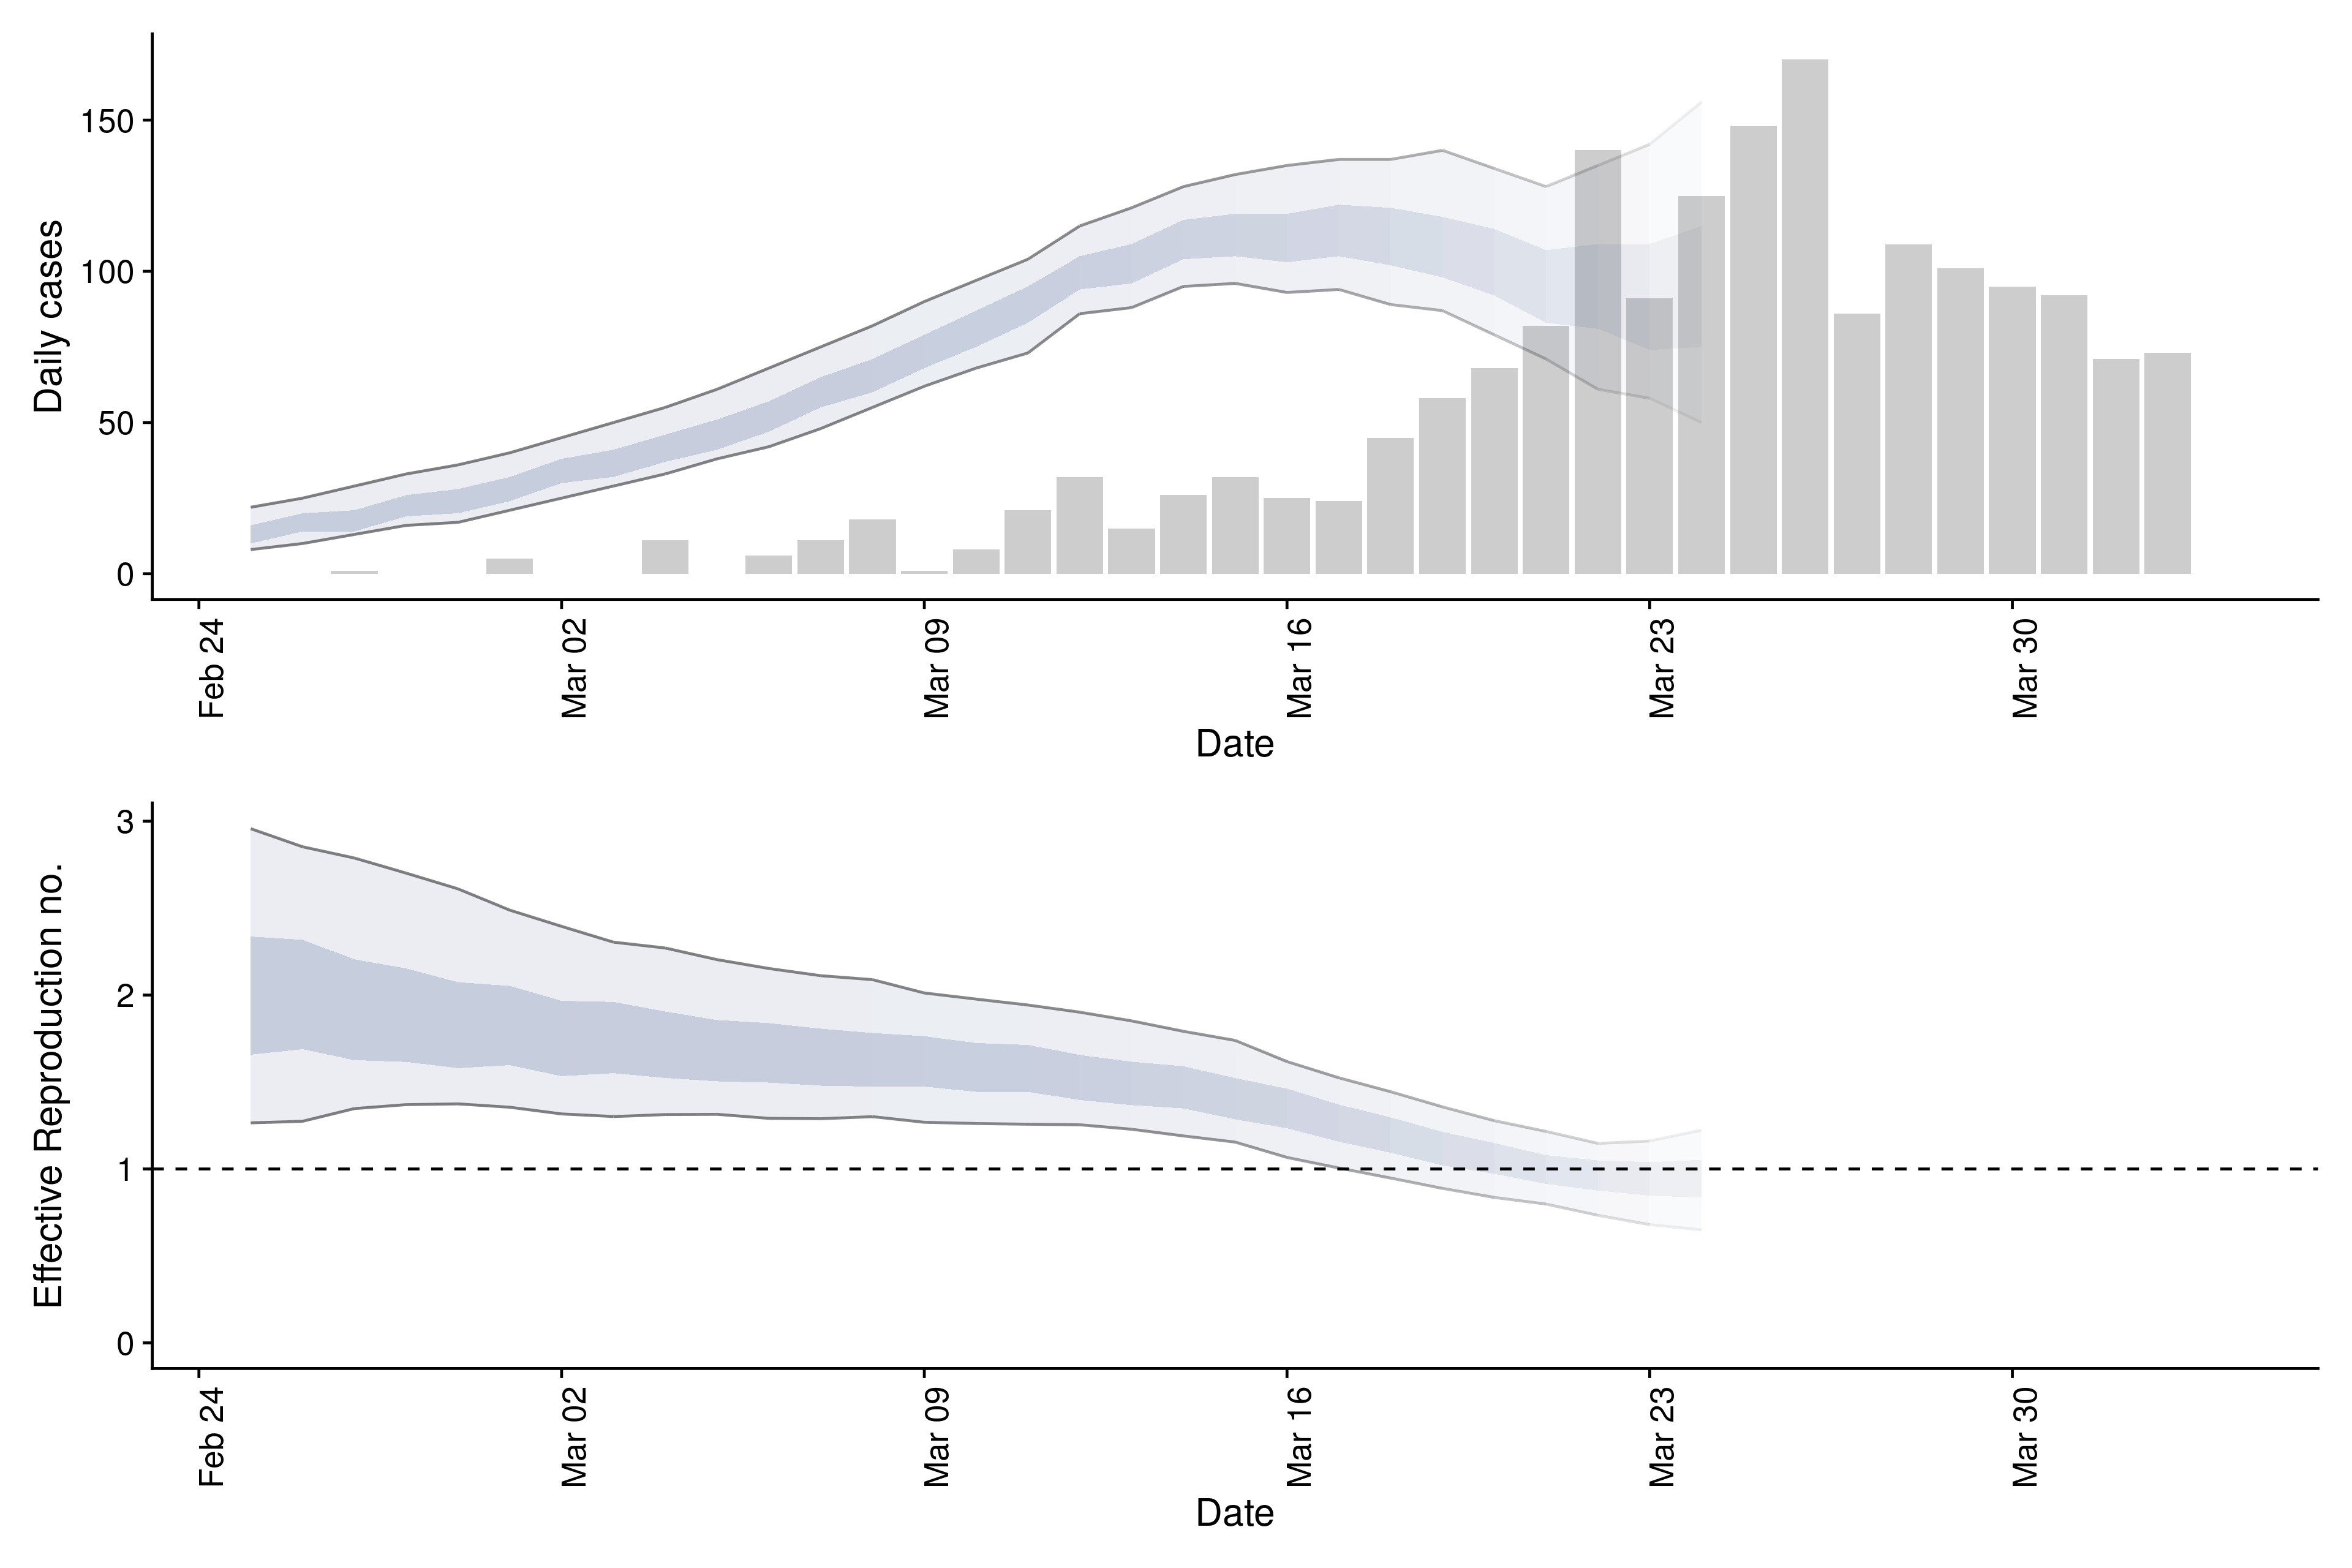 Daily cases
150
100
50
0
Feb 24
Mar 02
Mar 09
Mar 16
Mar 23
Mar 30
Date
Effective Reproduction no.
3
2
1
0
Feb 24
Mar 02
Mar 09
Mar 16
Mar 23
Mar 30
Date